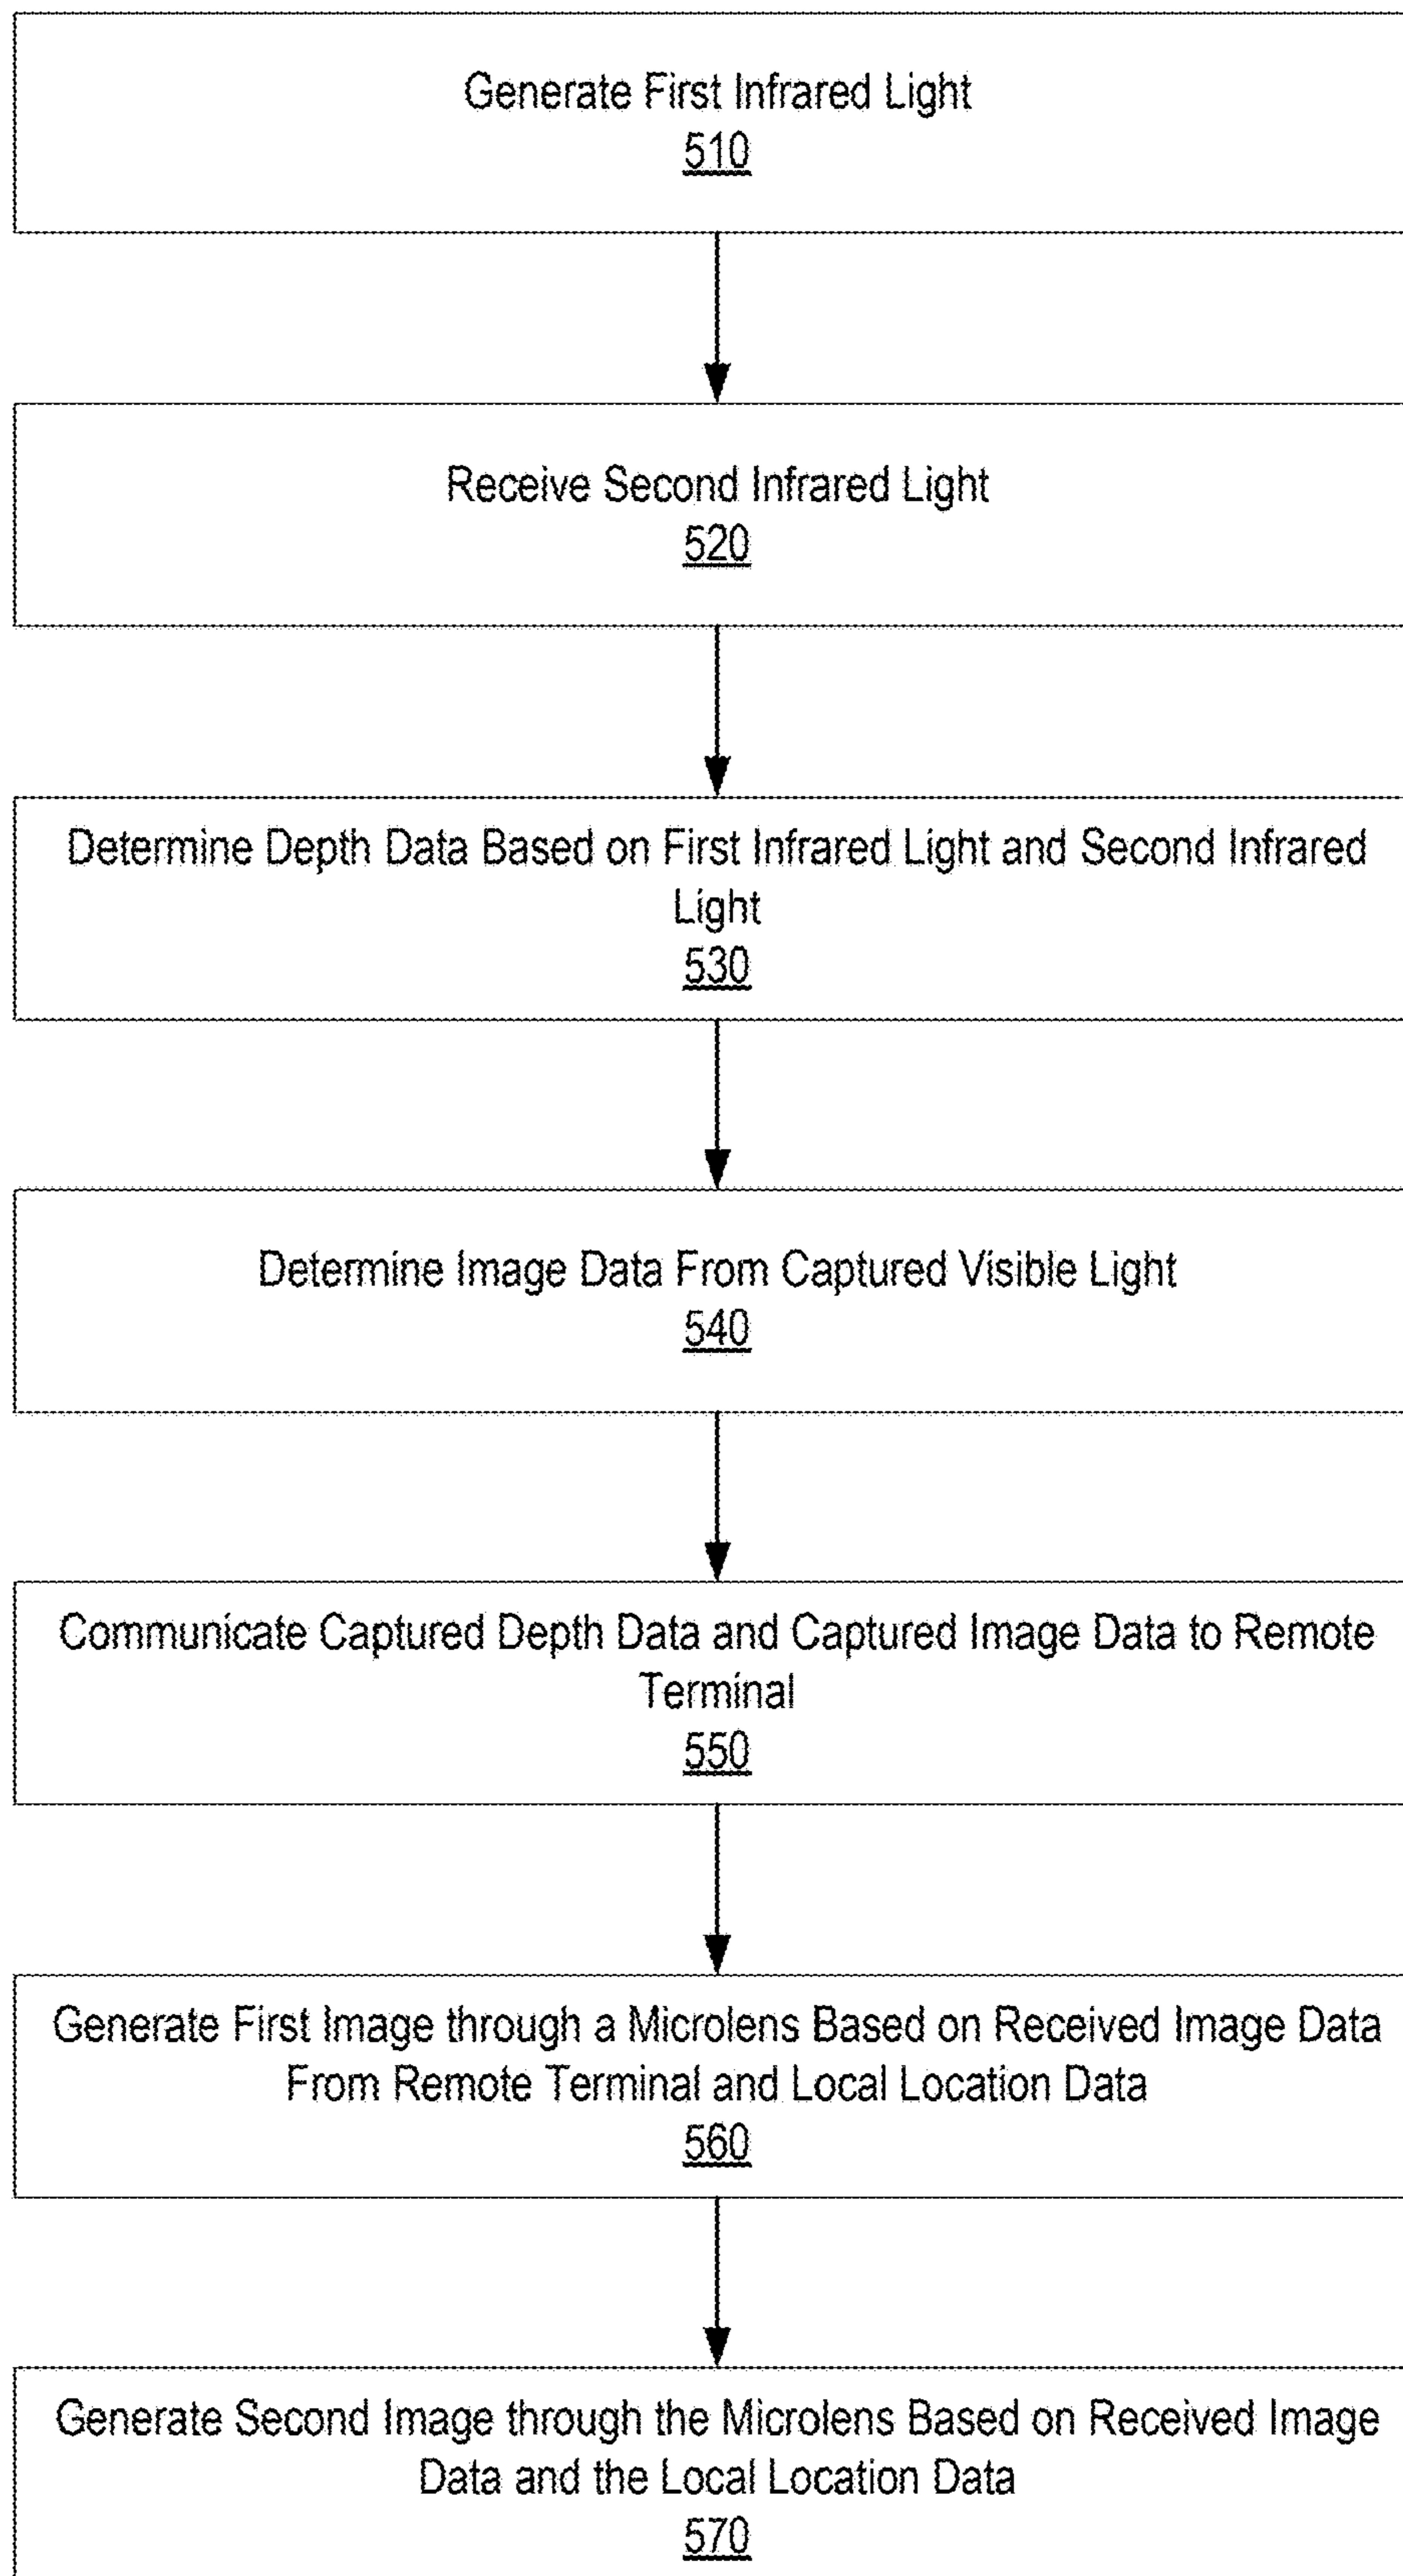 Generate First Infrared Light
510
Receive Second Infrared Light
520
Determine Depth Data Based on First Infrared Light and Second Infrared
Light
530
Determine Image Data From Captured Visible Light
540
Communicate Captured Depth Data and Captured Image Data to Remote
Terminal
550
Generate First Image through a Microlens Based on Received Image Data
From Remote Terminal and Local Location Data
560
Generate Second Image through the Microlens Based on Received Image
Data and the Local Location Data
570